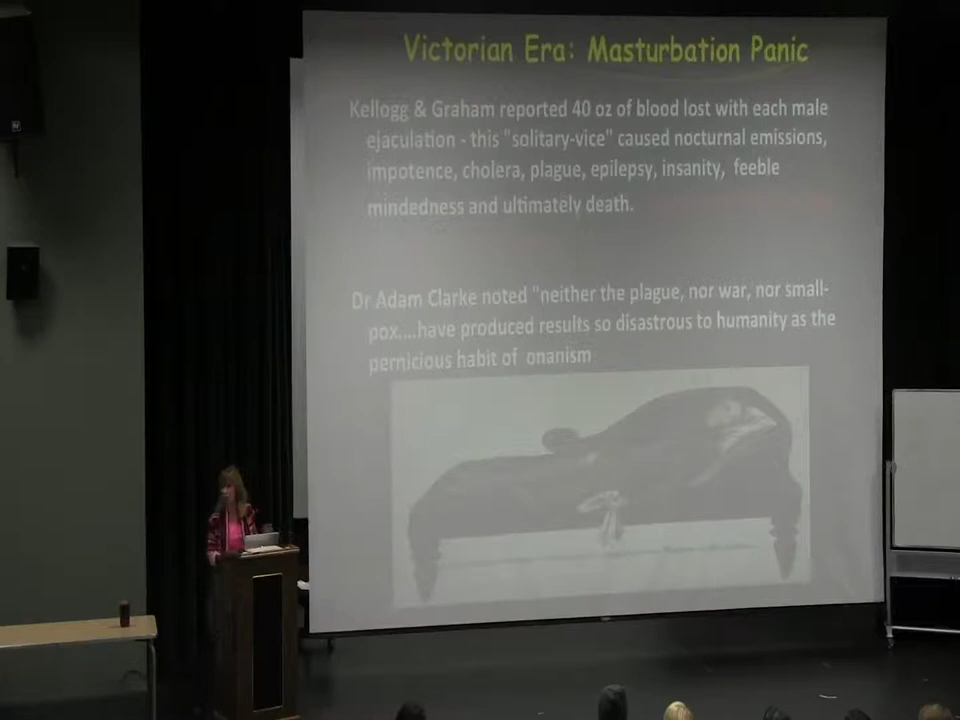 Victorian Era: Masturbation Panic
Kellogg & Graham reported 40 oz of blood lost with each male
ejaculation - this "solitary-vice" caused nocturnal emissions,
impotence, cholera, plague, epilepsy, insanity, feeble
mindedness and ultimately death.
Dr Adam Clarke noted "neither the plague, nor war, nor small-
pox....have produced results so disastrous to humanity as the
pernicious habit of onanism